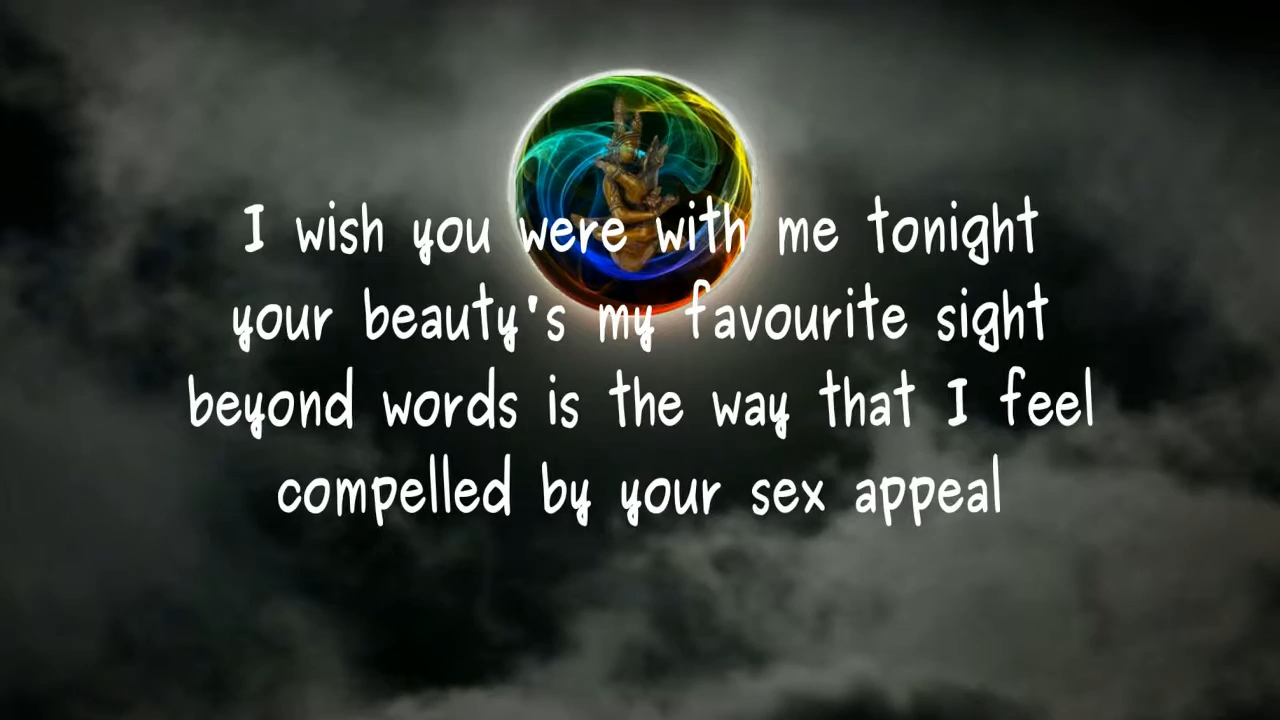 I wish you were with me tonight
your beauty's my favourite sight
beyond words is the way that I feel
compelled by your sex appeal